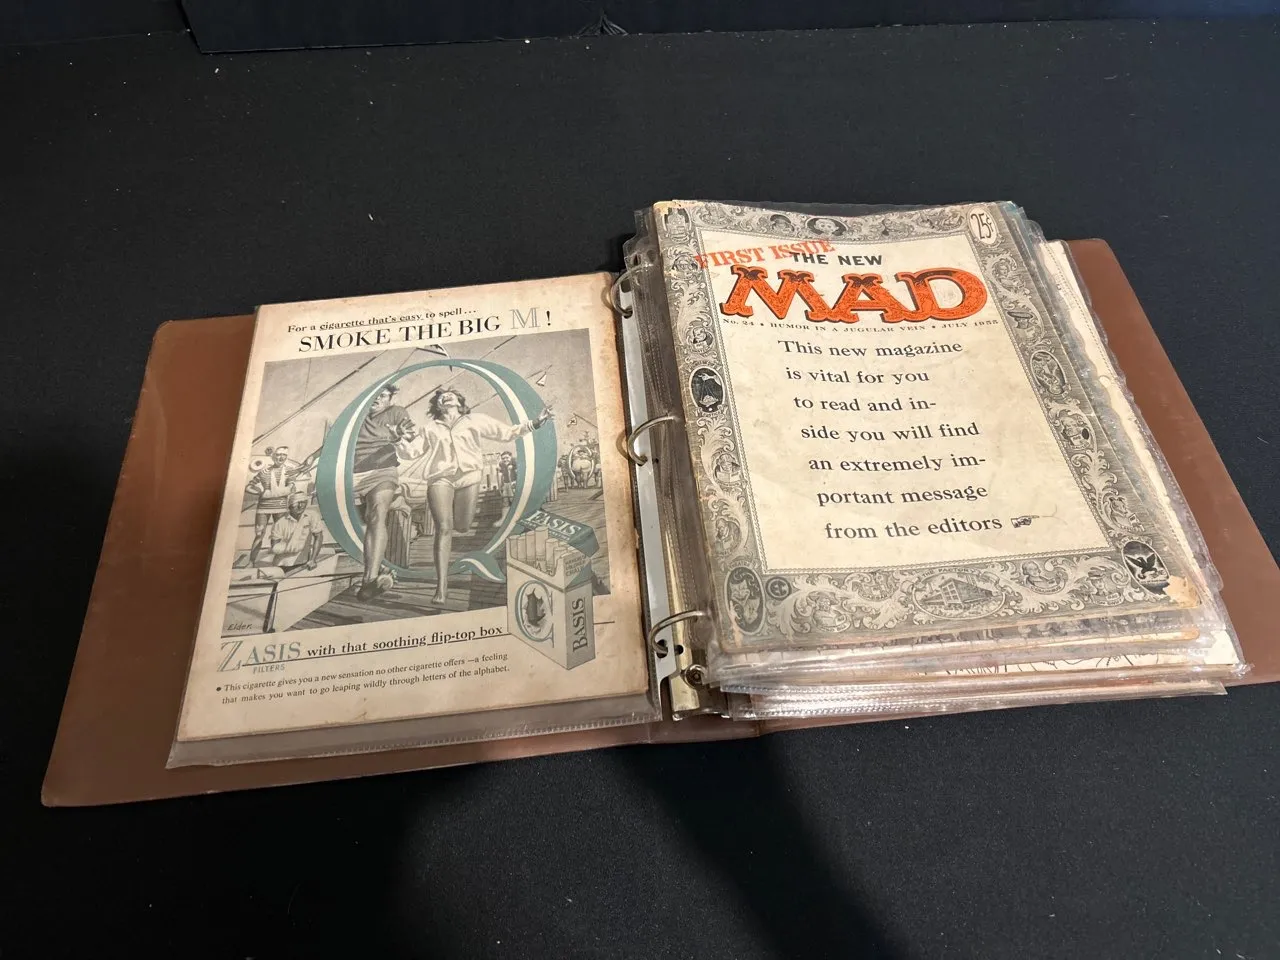 For a cigarette that's easy to spell...
SMOKE THE BIG M!
Elder
ZASIS
BASIS
ZASIS with that soothing flip-top box
FILTERS
• This cigarette gives you a new sensation no other cigarette offers—a feeling
that makes you want to go leaping wildly through letters of the alphabet.
25¢
FIRST ISSUE
THE NEW
MAD
No. 24 • HUMOR IN A JUGULAR VEIN • JULY 1955
This new magazine
is vital for you
to read and in-
side you will find
an extremely im-
portant message
from the editors